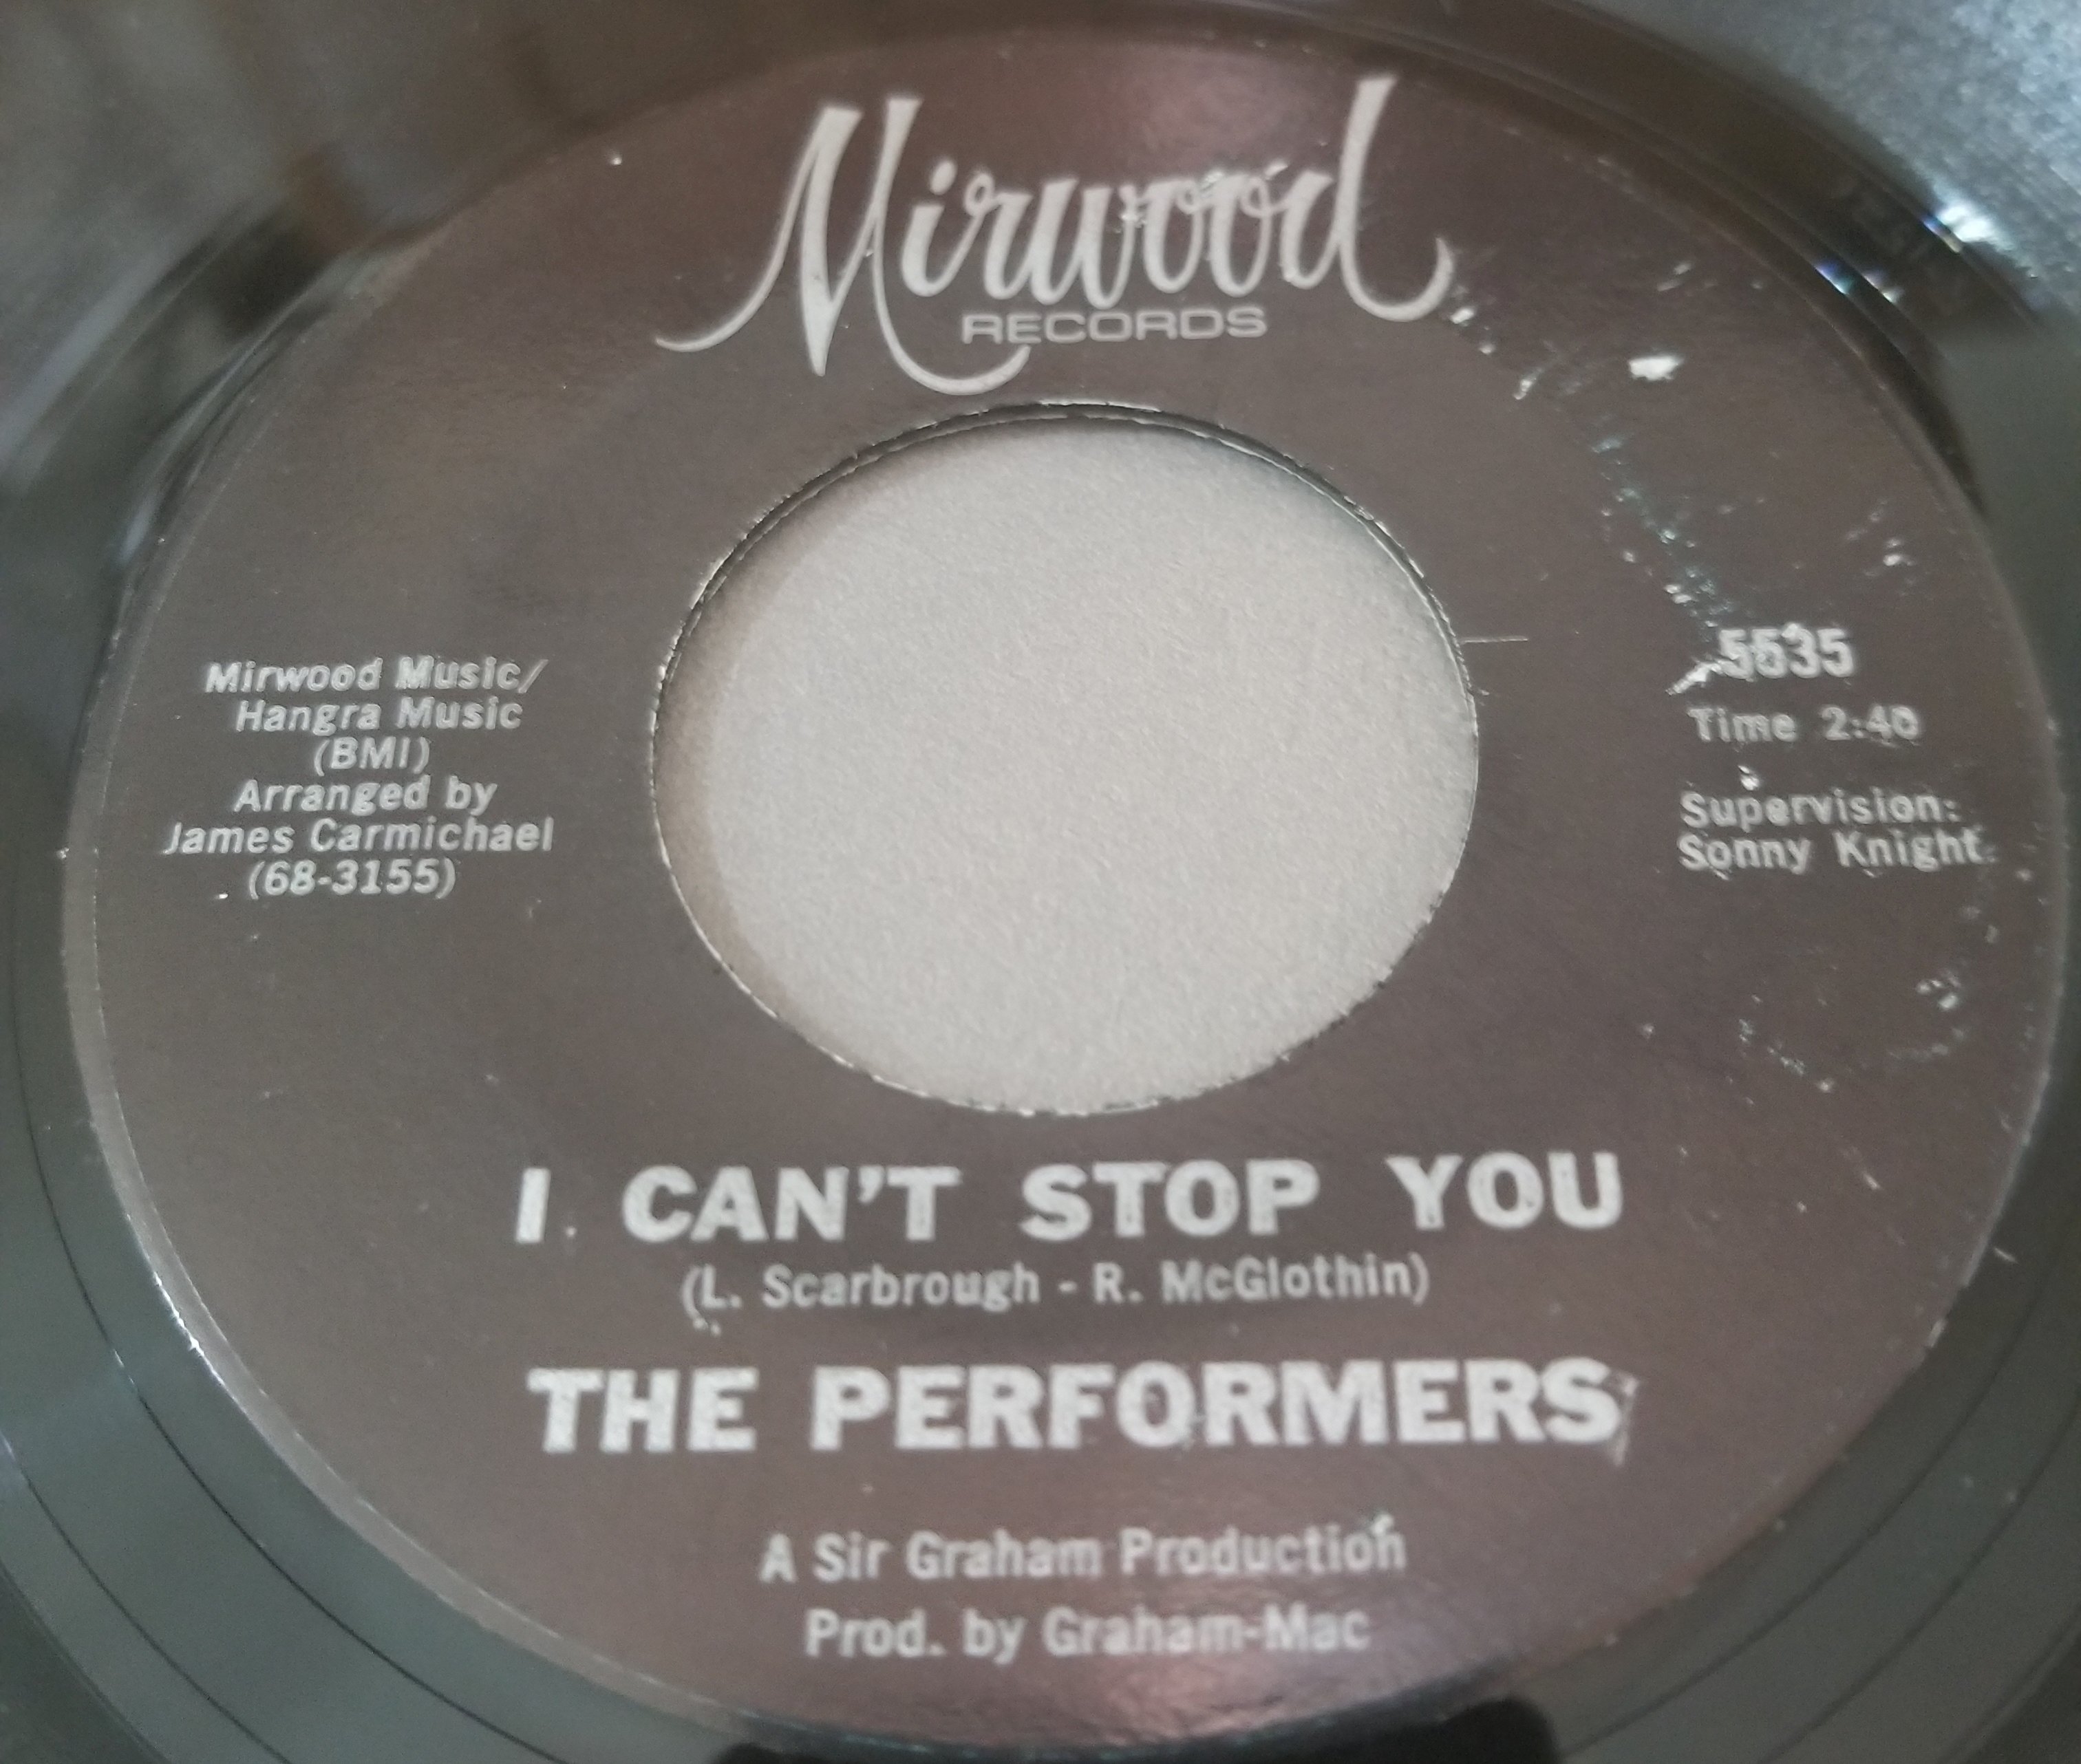 Mirwood
RECORDS
Mirwood Music/
Hangra Music
(BMI)
Arranged by
James Carmichael
(68-3155)
5535
Time 2:40
Supervision:
Sonny Knight
I CAN'T STOP YOU
(L. Scarbrough - R. McGlothin)
THE PERFORMERS
A Sir Graham Production
Prod. by Graham-Mac